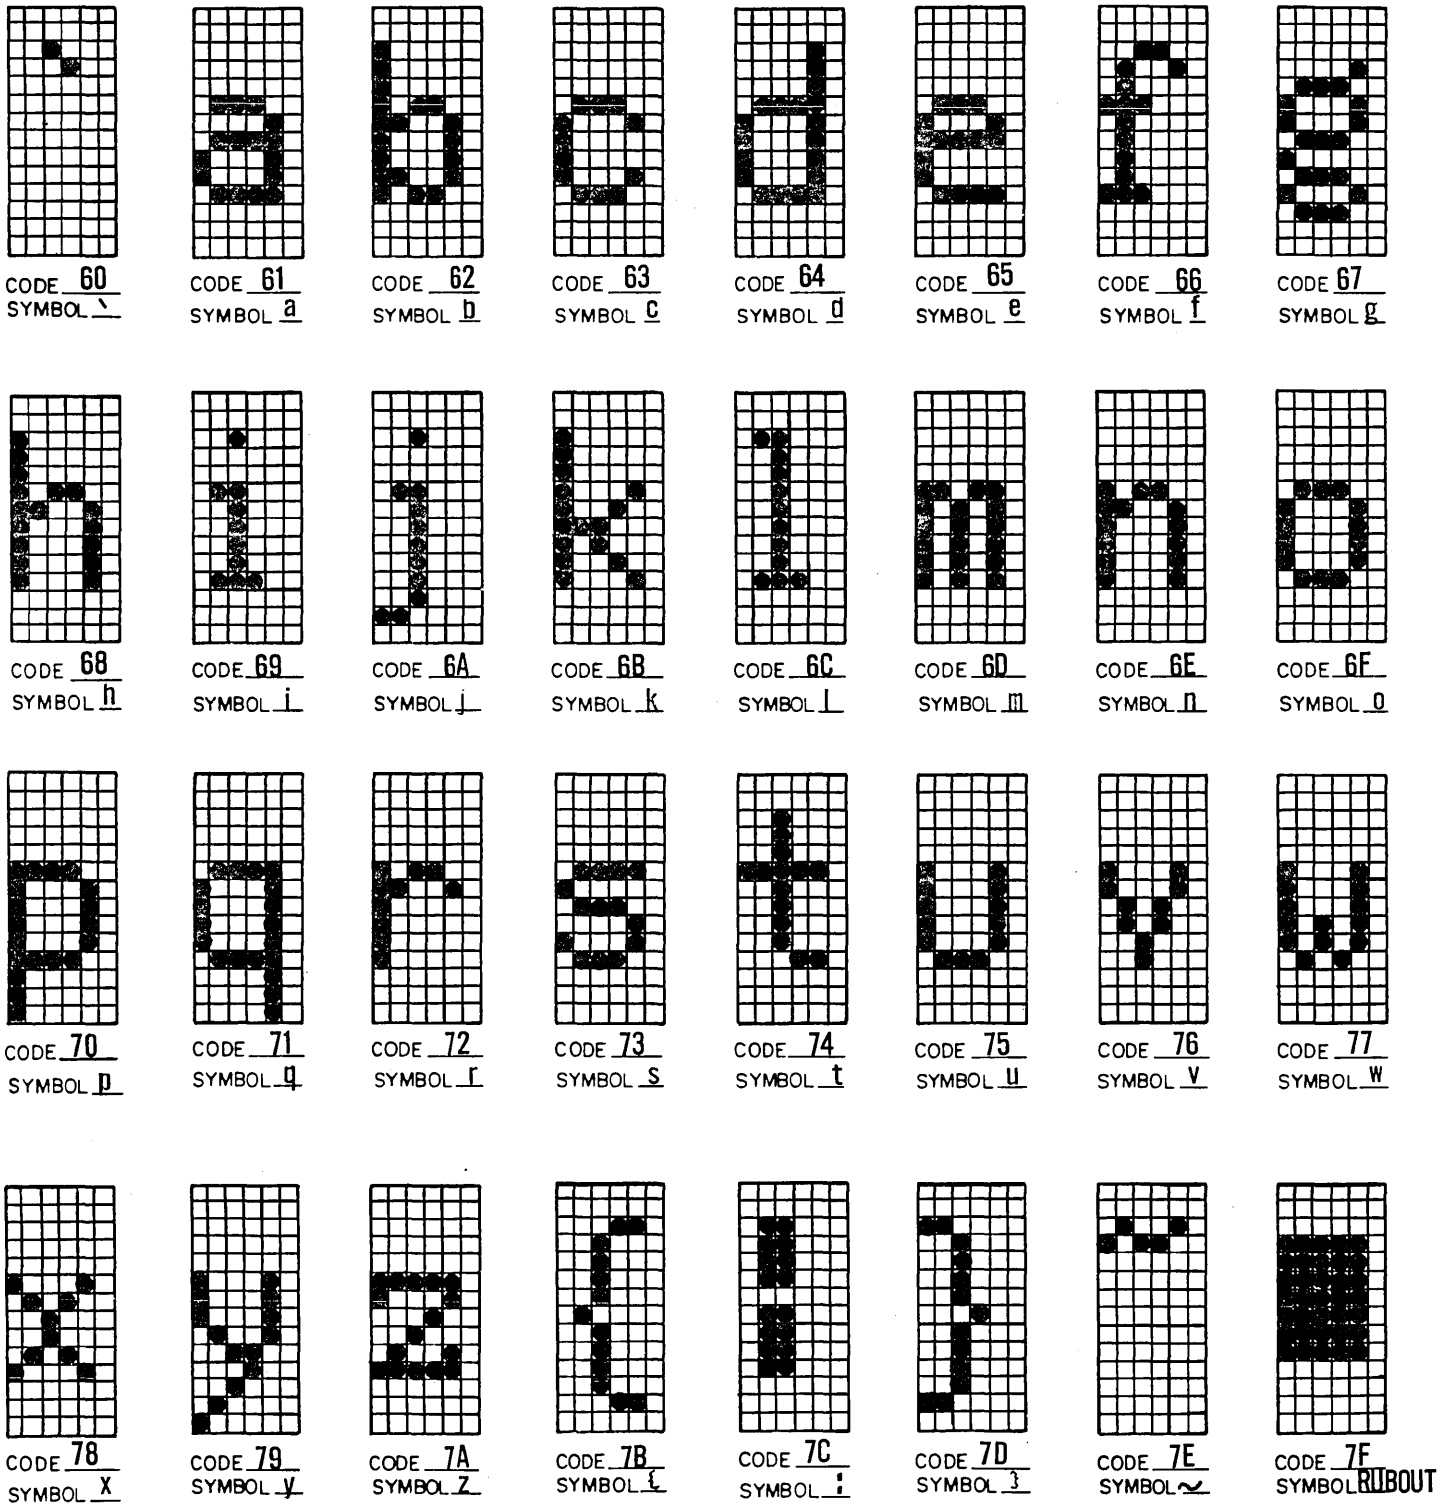 CODE 60 CODE 61 CODE 62 CODE 63 CODE 64 CODE 65 CODE 66 CODE 67
SYMBOL ` SYMBOL a SYMBOL b SYMBOL c SYMBOL d SYMBOL e SYMBOL f SYMBOL g
CODE 68 CODE 69 CODE 6A CODE 6B CODE 6C CODE 6D CODE 6E CODE 6F
SYMBOL h SYMBOL i SYMBOL j SYMBOL k SYMBOL l SYMBOL m SYMBOL n SYMBOL o
CODE 70 CODE 71 CODE 72 CODE 73 CODE 74 CODE 75 CODE 76 CODE 77
SYMBOL p SYMBOL q SYMBOL r SYMBOL s SYMBOL t SYMBOL u SYMBOL v SYMBOL w
CODE 78 CODE 79 CODE 7A CODE 7B CODE 7C CODE 7D CODE 7E CODE 7F
SYMBOL x SYMBOL y SYMBOL z SYMBOL { SYMBOL ¦ SYMBOL } SYMBOL ~ SYMBOL RUBOUT